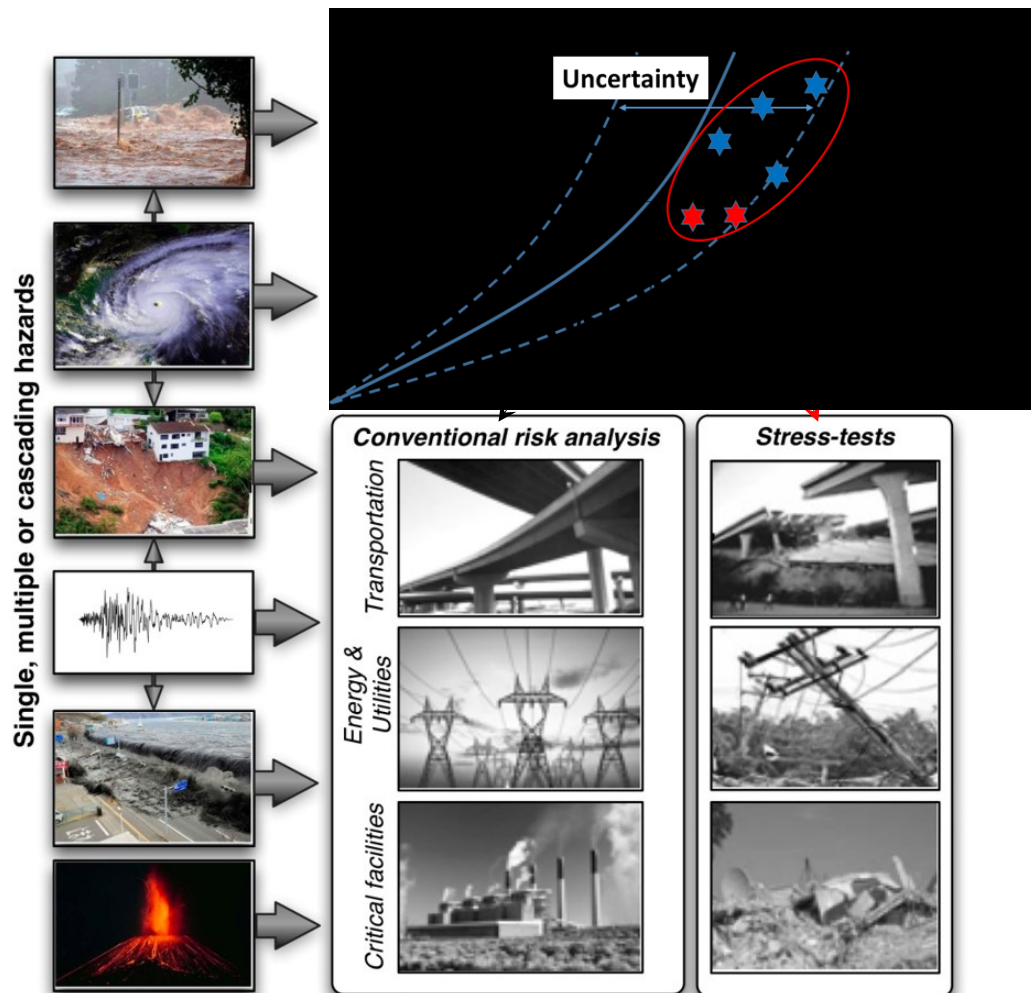 Uncertainty
Single, multiple or cascading hazards
Conventional risk analysis
Stress-tests
Transportation
Energy &
Utilities
Critical facilities